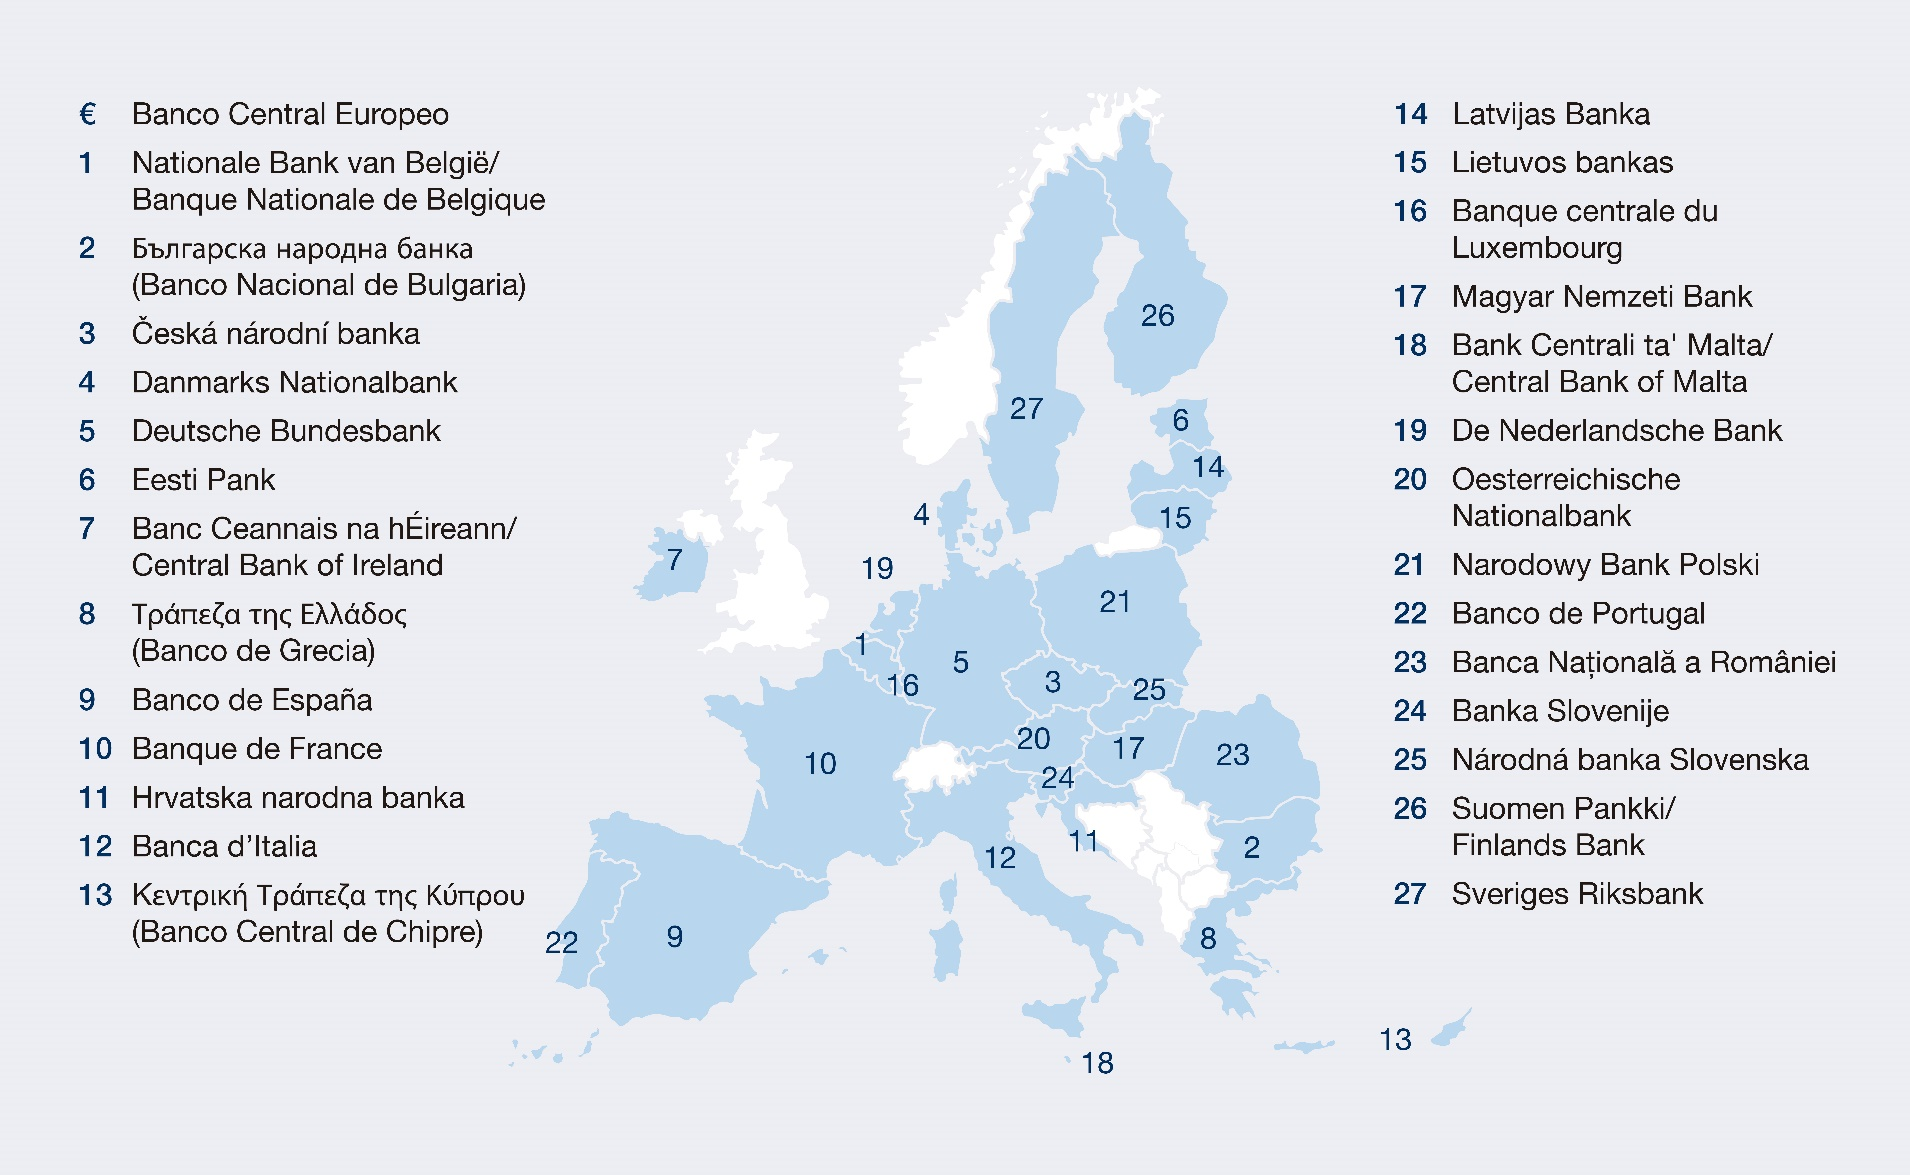 € Banco Central Europeo
1 Nationale Bank van België/
Banque Nationale de Belgique
2 Българска народна банка
(Banco Nacional de Bulgaria)
3 Česká národní banka
4 Danmarks Nationalbank
5 Deutsche Bundesbank
6 Eesti Pank
7 Banc Ceannais na hÉireann/
Central Bank of Ireland
8 Τράπεζα της Ελλάδος
(Banco de Grecia)
9 Banco de España
10 Banque de France
11 Hrvatska narodna banka
12 Banca d’Italia
13 Κεντρική Τράπεζα της Κύπρου
(Banco Central de Chipre)
26
27
6
14
4
15
7
19
21
1
5
16
3
25
20
17
23
10
24
11
2
12
22
9
8
13
18
14 Latvijas Banka
15 Lietuvos bankas
16 Banque centrale du
Luxembourg
17 Magyar Nemzeti Bank
18 Bank Centrali ta' Malta/
Central Bank of Malta
19 De Nederlandsche Bank
20 Oesterreichische
Nationalbank
21 Narodowy Bank Polski
22 Banco de Portugal
23 Banca Națională a României
24 Banka Slovenije
25 Národná banka Slovenska
26 Suomen Pankki/
Finlands Bank
27 Sveriges Riksbank